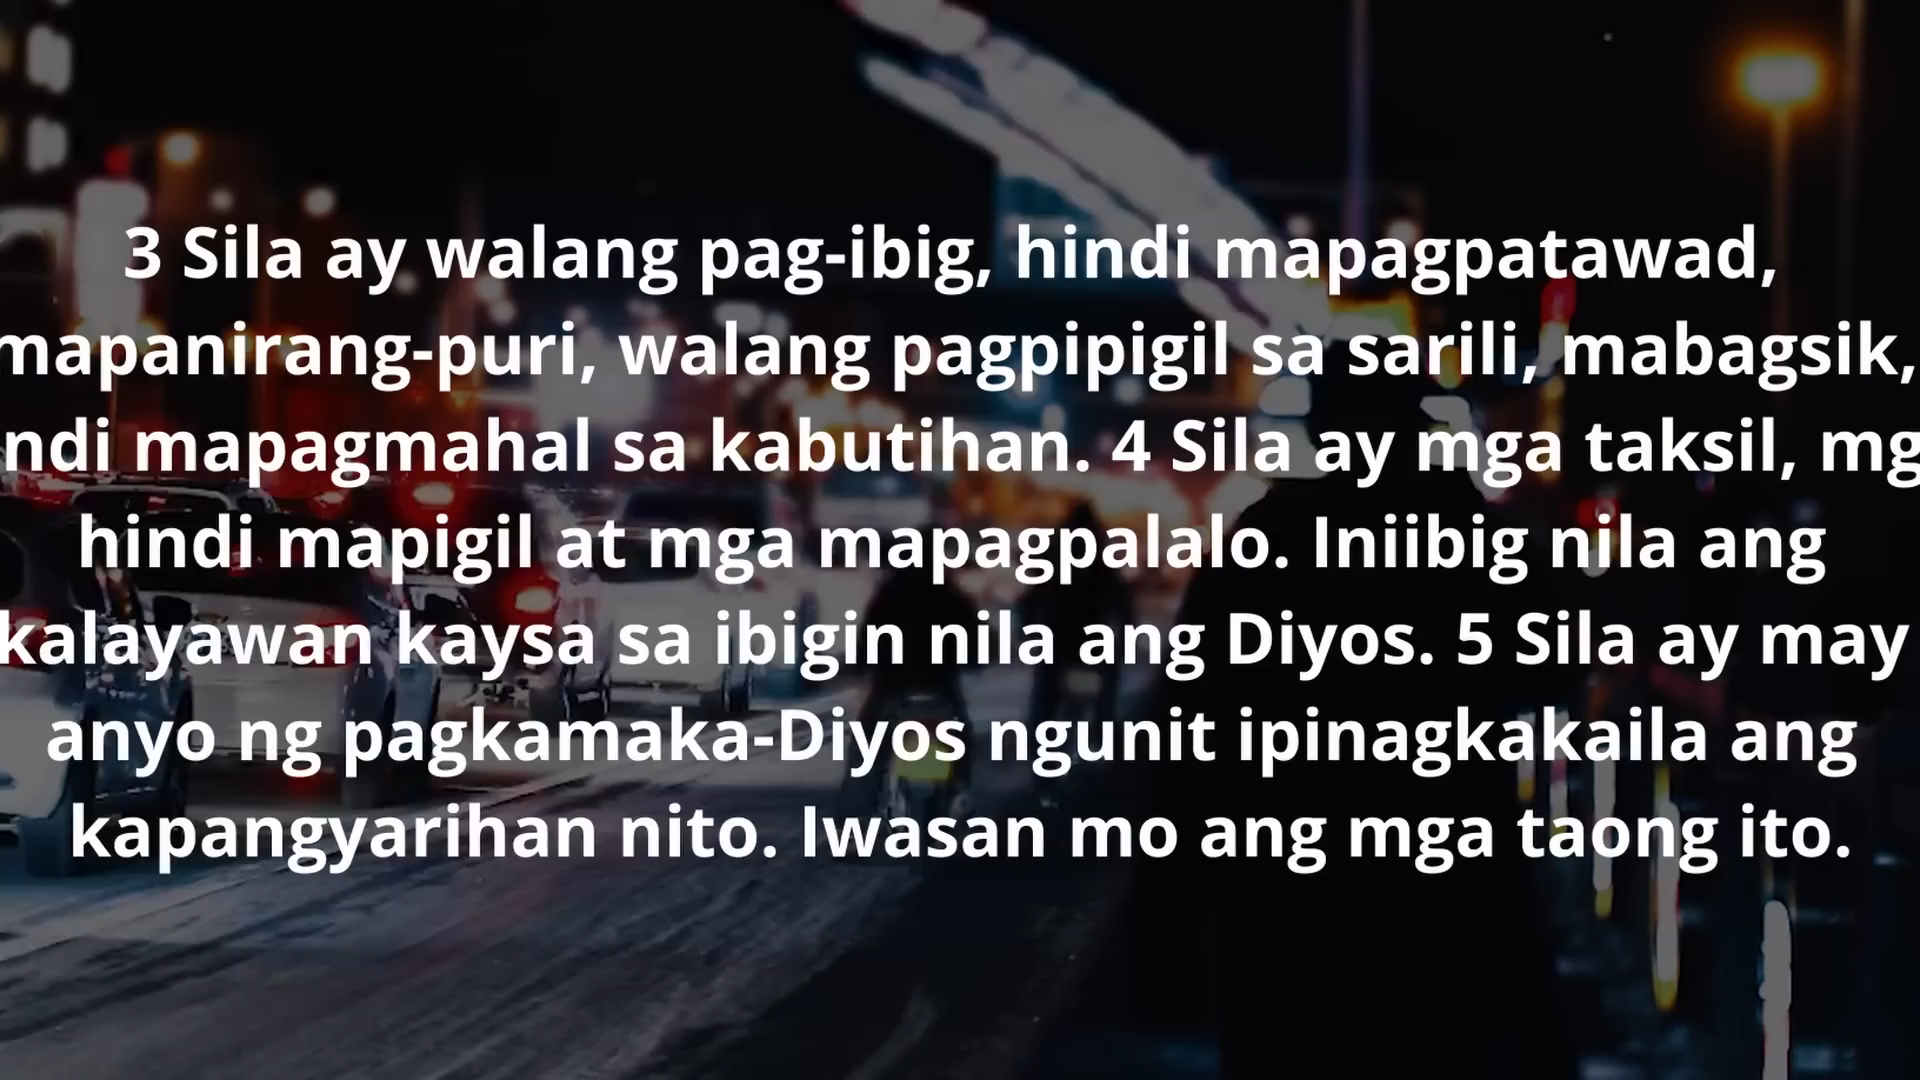 3 Sila ay walang pag-ibig, hindi mapagpatawad,
mapanirang-puri, walang pagpipigil sa sarili, mabagsik,
ndi mapagmahal sa kabutihan. 4 Sila ay mga taksil, mg
hindi mapigil at mga mapagpalalo. Iniibig nila ang
kalayawan kaysa sa ibigin nila ang Diyos. 5 Sila ay may
anyo ng pagkamaka-Diyos ngunit ipinagkakaila ang
kapangyarihan nito. Iwasan mo ang mga taong ito.